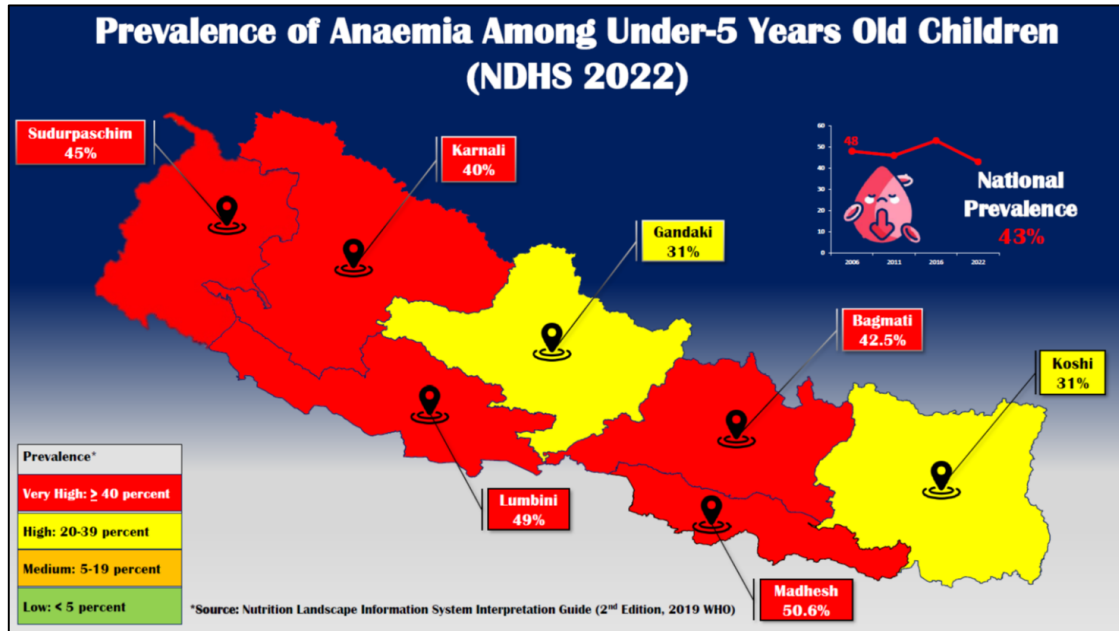 Prevalence of Anaemia Among Under-5 Years Old Children
(NDHS 2022)
Sudurpaschim
45%
Karnali
40%
Gandaki
31%
Bagmati
42.5%
Koshi
31%
Lumbini
49%
Madhesh
50.6%
60
50
40
30
20
10
0
48
2006
2011
2016
2022
National
Prevalence
43%
Prevalence*
Very High: ≥ 40 percent
High: 20-39 percent
Medium: 5-19 percent
Low: < 5 percent
*Source: Nutrition Landscape Information System Interpretation Guide (2nd Edition, 2019 WHO)